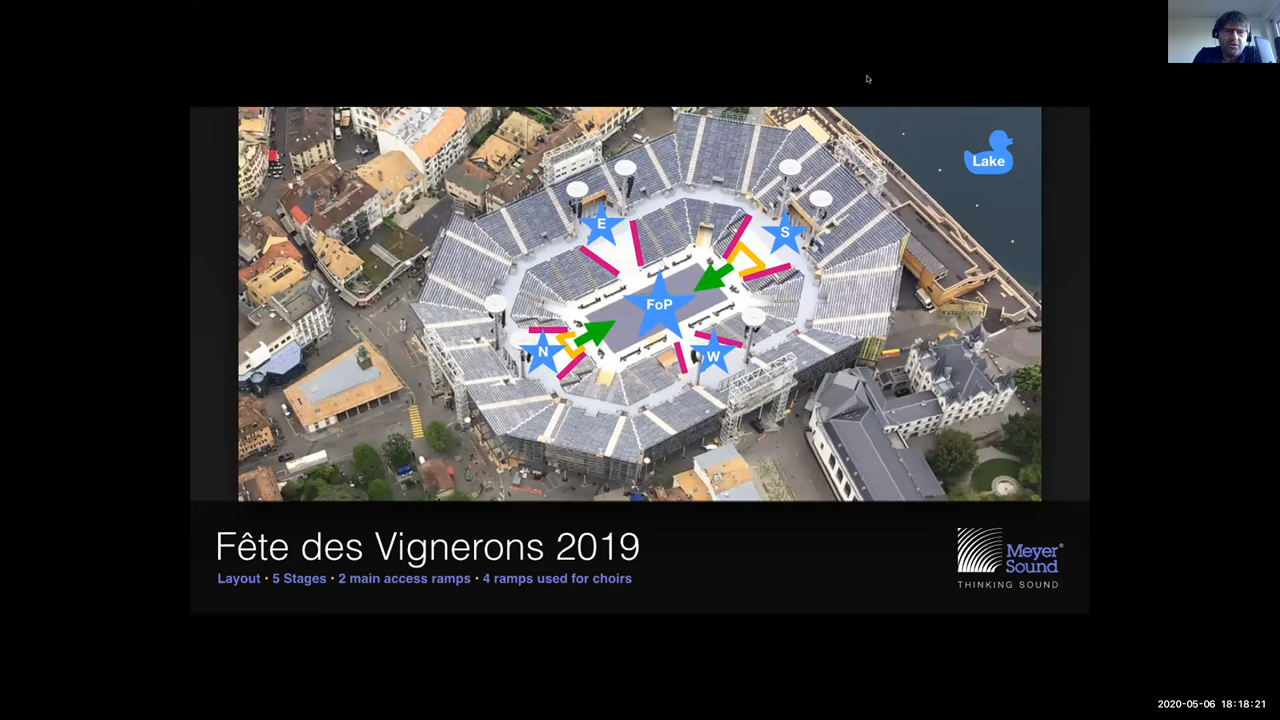 Lake
E
S
FoP
N
W
Fête des Vignerons 2019
Layout • 5 Stages • 2 main access ramps • 4 ramps used for choirs
Meyer
Sound
THINKING SOUND
2020-05-06 18:18:21